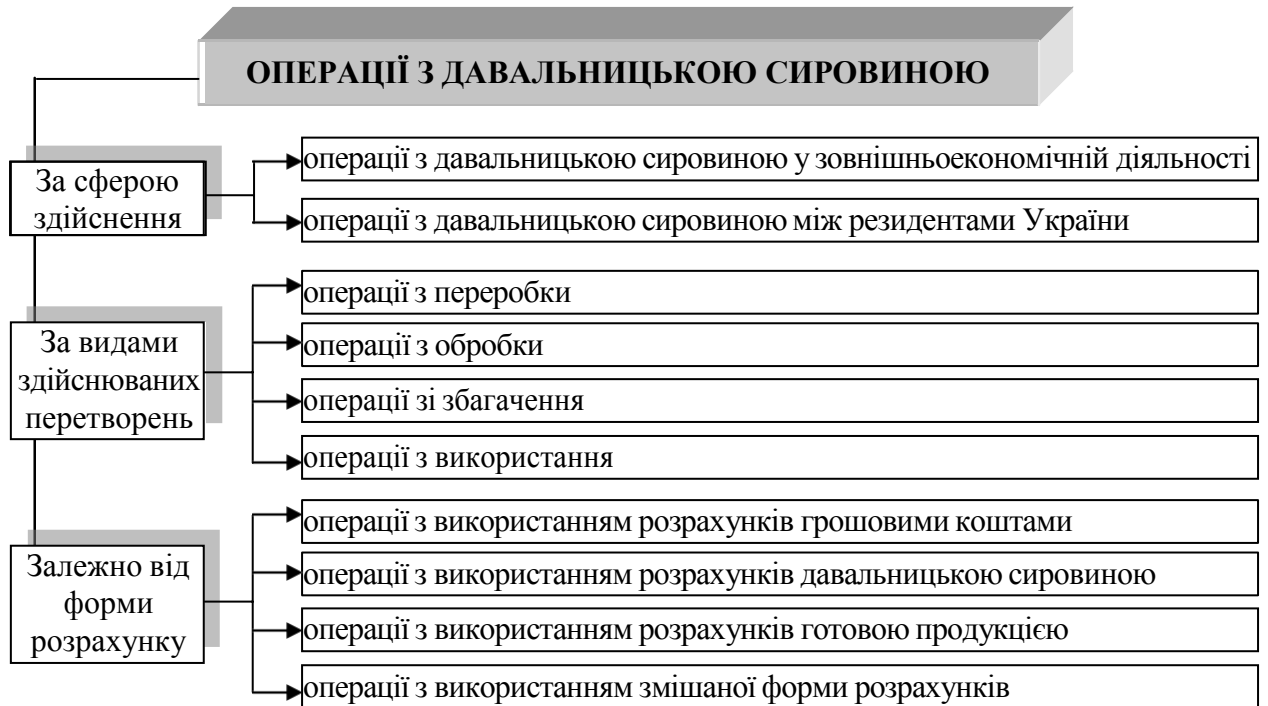 ОПЕРАЦІЇ З ДАВАЛЬНИЦЬКОЮ СИРОВИНОЮ
За сферою
здійснення
операції з давальницькою сировиною у зовнішньоекономічній діяльності
операції з давальницькою сировиною між резидентами України
За видами
здійснюваних
перетворень
операції з переробки
операції з обробки
операції зі збагачення
операції з використання
Залежно від
форми
розрахунку
операції з використанням розрахунків грошовими коштами
операції з використанням розрахунків давальницькою сировиною
операції з використанням розрахунків готовою продукцією
операції з використанням змішаної форми розрахунків